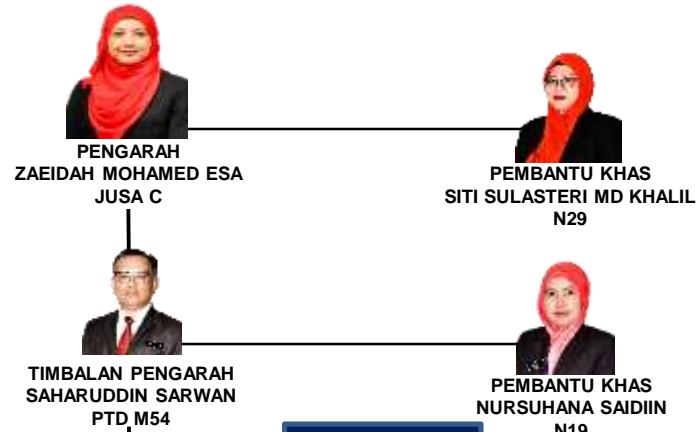 PENGARAH
ZAEIDAH MOHAMED ESA
JUSA C
PEMBANTU KHAS
SITI SULASTERI MD KHALIL
N29
TIMBALAN PENGARAH
SAHARUDDIN SARWAN
PTD M54
PEMBANTU KHAS
NURSUHANA SAIDIIN
N19